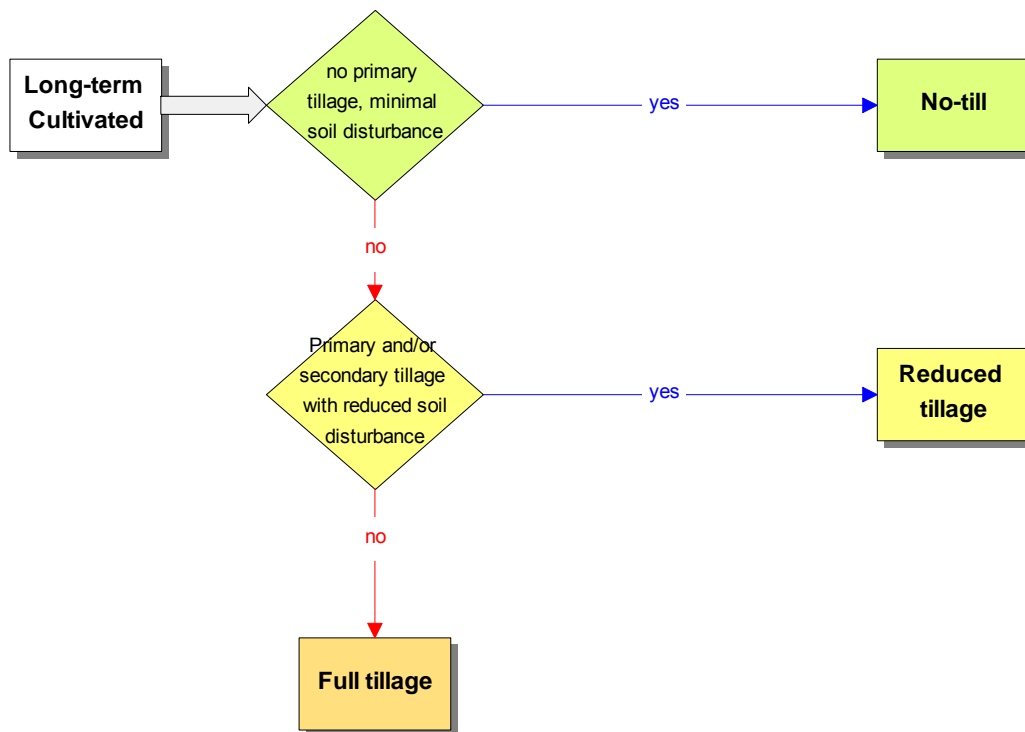 Long-term
Cultivated
no primary
tillage, minimal
soil disturbance
yes
No-till
no
Primary and/or
secondary tillage
with reduced soil
disturbance
yes
Reduced
tillage
no
Full tillage